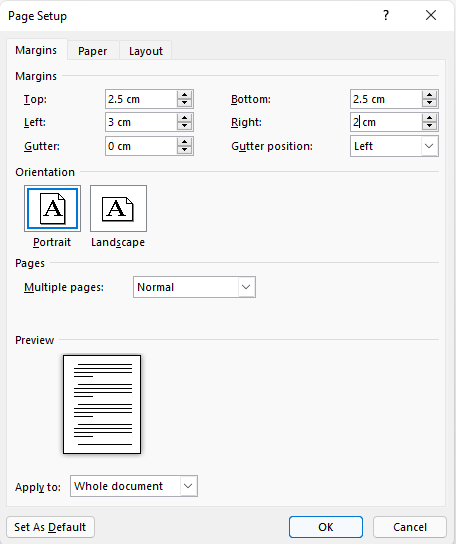 Page Setup ? ×
Margins Paper Layout
Margins
Top: 2.5 cm Bottom: 2.5 cm
Left: 3 cm Right: 2 cm
Gutter: 0 cm Gutter position: Left
Orientation
A A
Portrait Landscape
Pages
Multiple pages: Normal
Preview
Apply to: Whole document
Set As Default OK Cancel